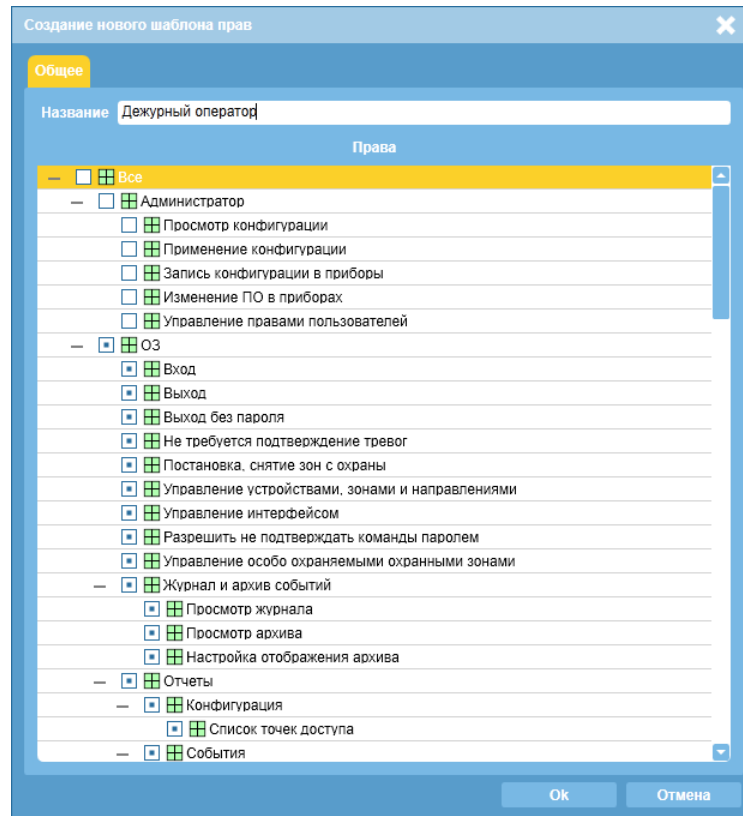 Создание нового шаблона прав
Общее
Название Дежурный оператор
Права
Все
Администратор
Просмотр конфигурации
Применение конфигурации
Запись конфигурации в приборы
Изменение ПО в приборах
Управление правами пользователей
ОЗ
Вход
Выход
Выход без пароля
Не требуется подтверждение тревог
Постановка, снятие зон с охраны
Управление устройствами, зонами и направлениями
Управление интерфейсом
Разрешить не подтверждать команды паролем
Управление особо охраняемыми охранными зонами
Журнал и архив событий
Просмотр журнала
Просмотр архива
Настройка отображения архива
Отчеты
Конфигурация
Список точек доступа
События
Ok Отмена